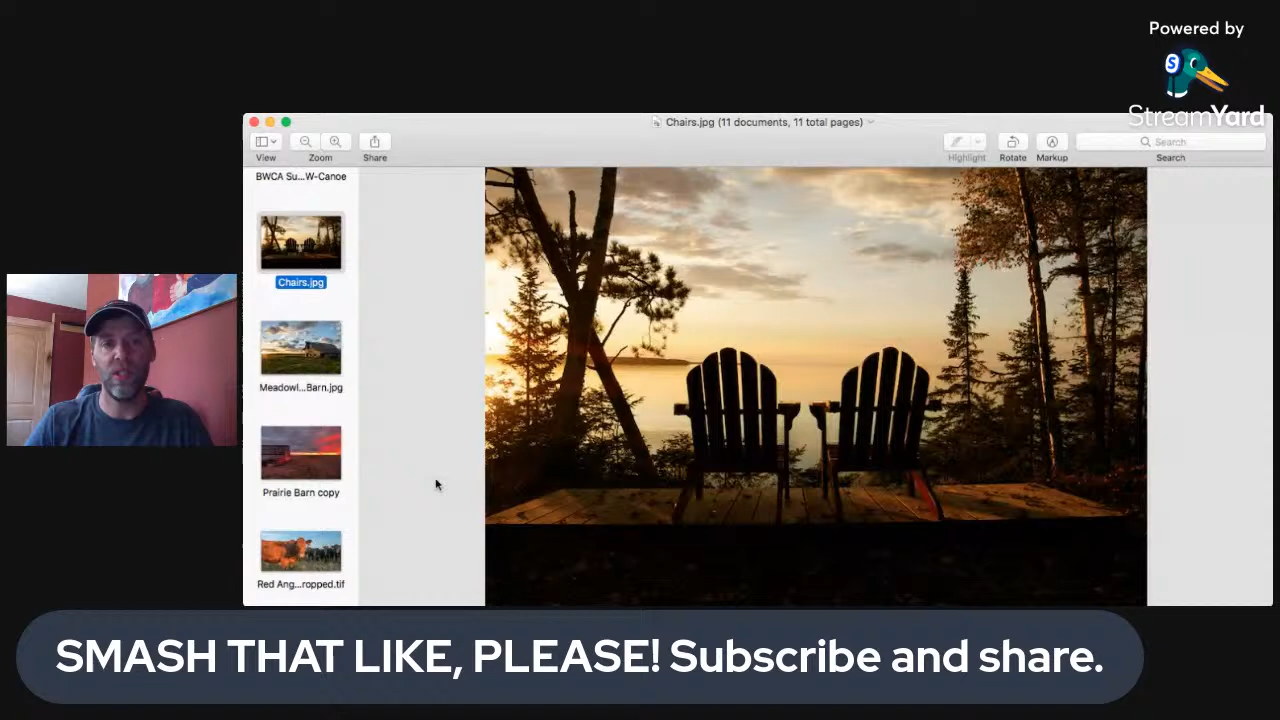 Powered by
S
StreamYard
Chairs.jpg (11 documents, 11 total pages)
View
Zoom
Share
Highlight
Rotate
Markup
Search
Search
BWCA Su...W-Canoe
Chairs.jpg
Meadowl...Barn.jpg
Prairie Barn copy
Red Ang...ropped.tif
SMASH THAT LIKE, PLEASE! Subscribe and share.